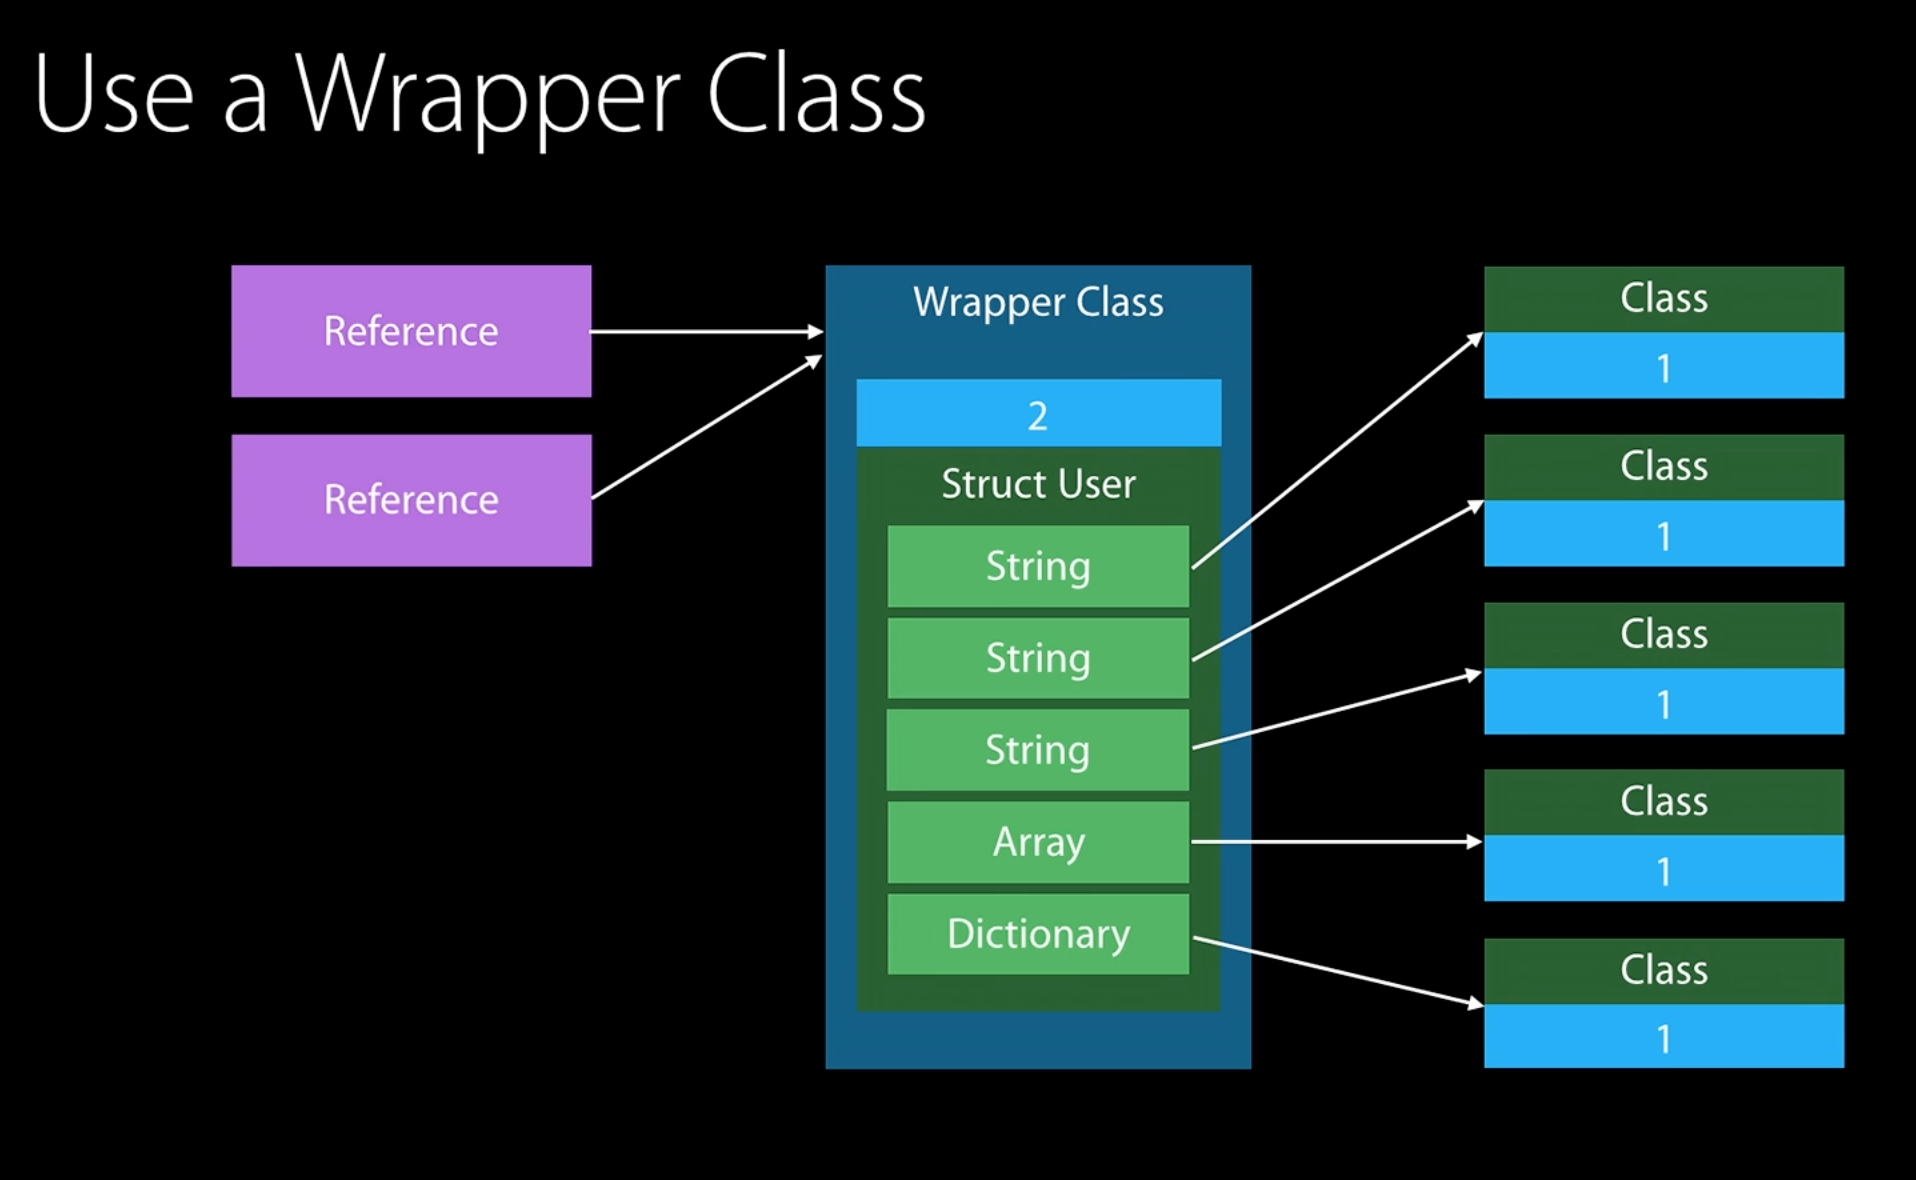 Use a Wrapper Class
Reference
Reference
Wrapper Class
2
Struct User
String
String
String
Array
Dictionary
Class
1
Class
1
Class
1
Class
1
Class
1